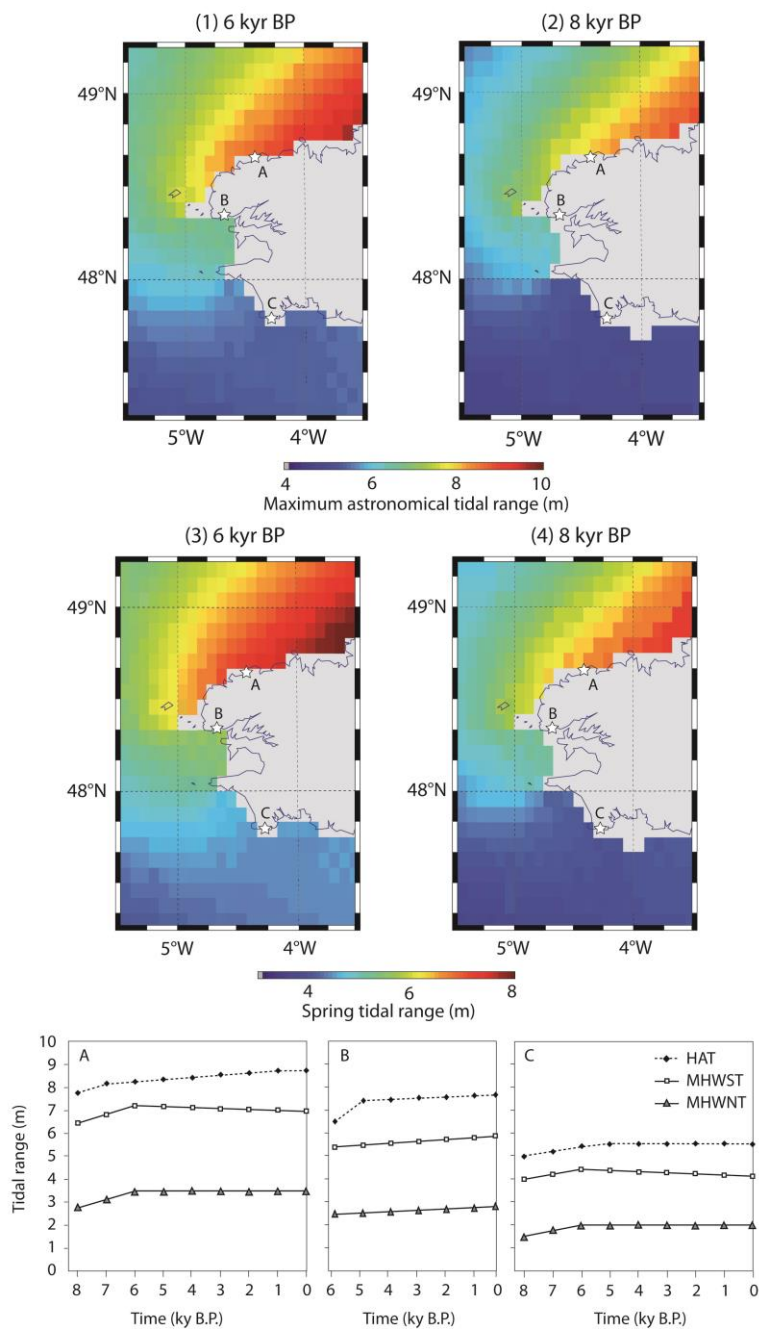 (1) 6 kyr BP
(2) 8 kyr BP
49°N
49°N
A
A
B
B
48°N
48°N
C
C
5°W 4°W
5°W 4°W
4 6 8 10
Maximum astronomical tidal range (m)
(3) 6 kyr BP
(4) 8 kyr BP
49°N
49°N
A
A
B
B
48°N
48°N
C
C
5°W 4°W
5°W 4°W
4 6 8
Spring tidal range (m)
Tidal range (m)
10
9
8
7
6
5
4
3
2
1
0
A
8 7 6 5 4 3 2 1 0
Time (ky B.P.)
B
6 5 4 3 2 1 0
Time (ky B.P.)
C
HAT
MHWST
MHWNT
8 7 6 5 4 3 2 1 0
Time (ky B.P.)